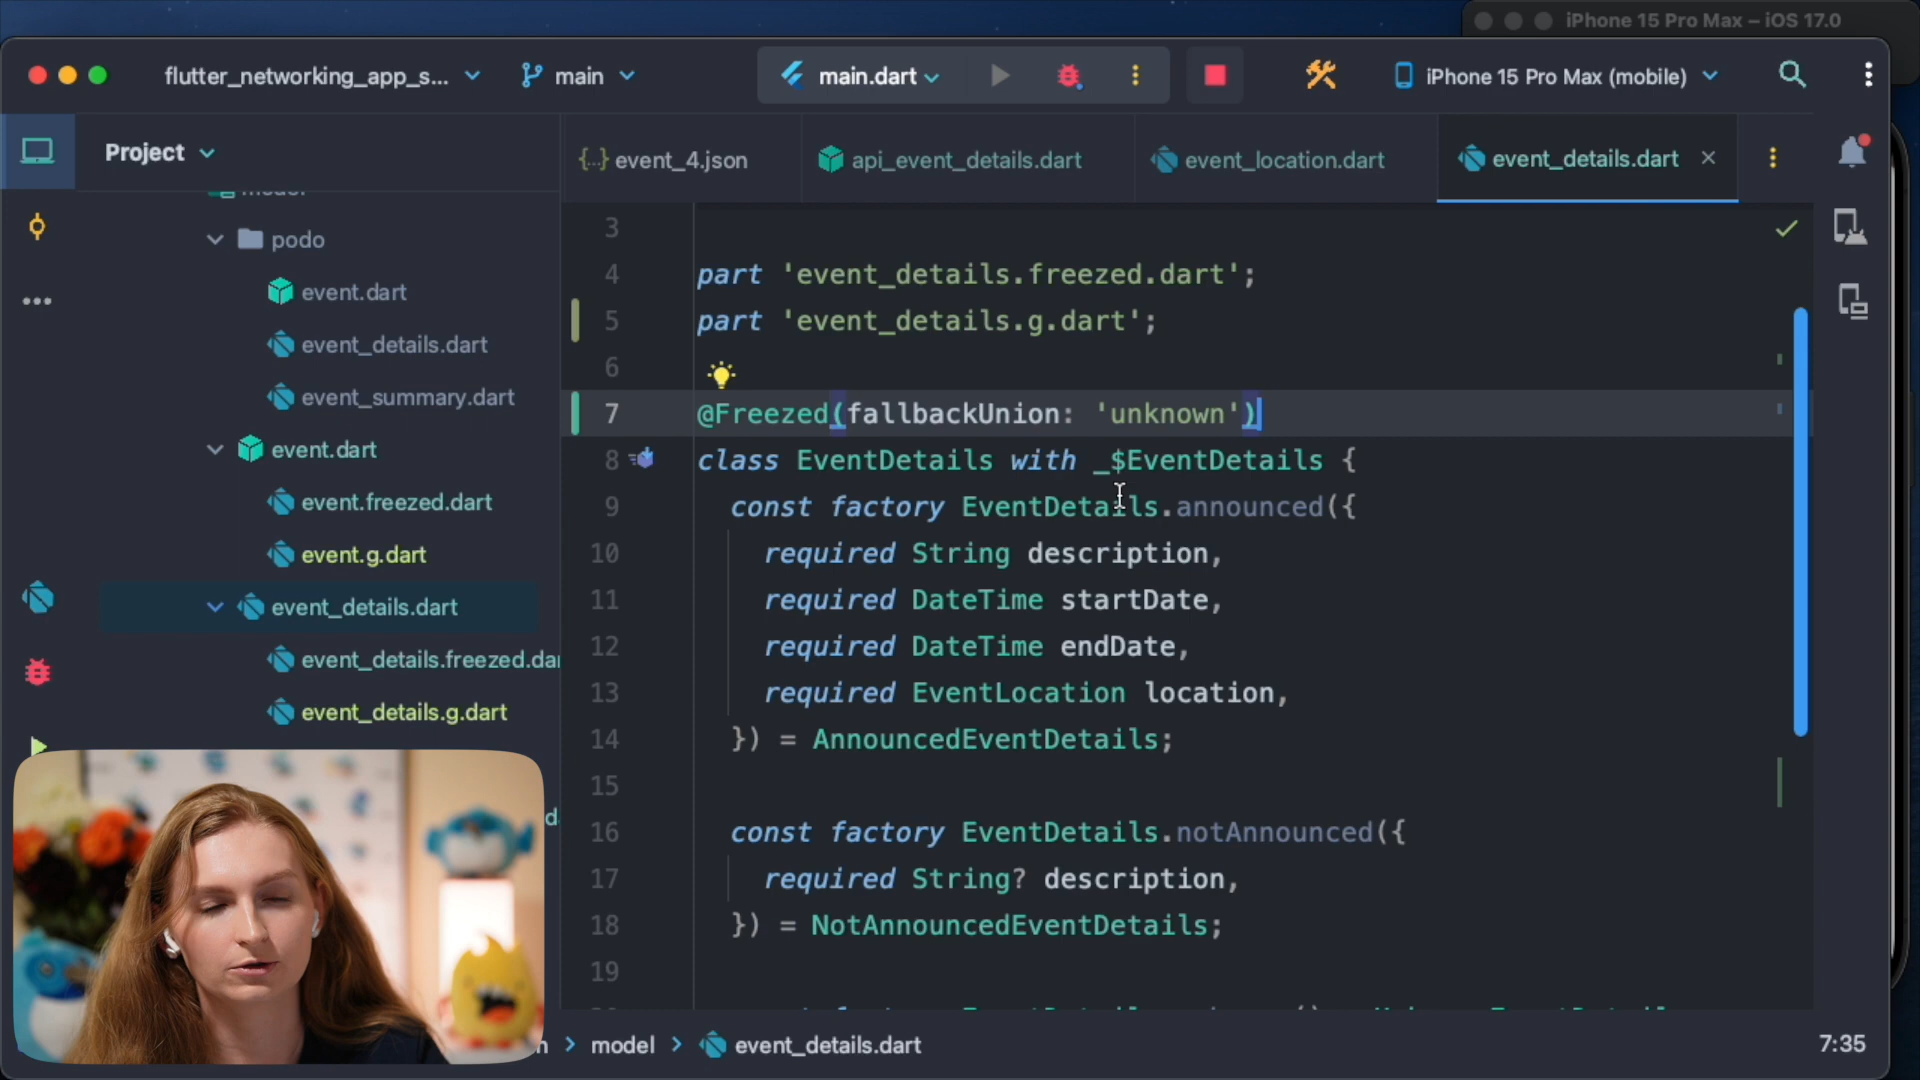 iPhone 15 Pro Max – iOS 17.0
flutter_networking_app_s...
main
main.dart
iPhone 15 Pro Max (mobile)
Project
event_4.json
api_event_details.dart
event_location.dart
event_details.dart
model
podo
event.dart
event_details.dart
event_summary.dart
event.dart
event.freezed.dart
event.g.dart
event_details.dart
event_details.freezed.dar
event_details.g.dart
3
4 part 'event_details.freezed.dart';
5 part 'event_details.g.dart';
6
7 @Freezed(fallbackUnion: 'unknown')
8 class EventDetails with _$EventDetails {
9 const factory EventDetails.announced({
10 required String description,
11 required DateTime startDate,
12 required DateTime endDate,
13 required EventLocation location,
14 }) = AnnouncedEventDetails;
15
16 const factory EventDetails.notAnnounced({
17 required String? description,
18 }) = NotAnnouncedEventDetails;
19
model
event_details.dart
7:35